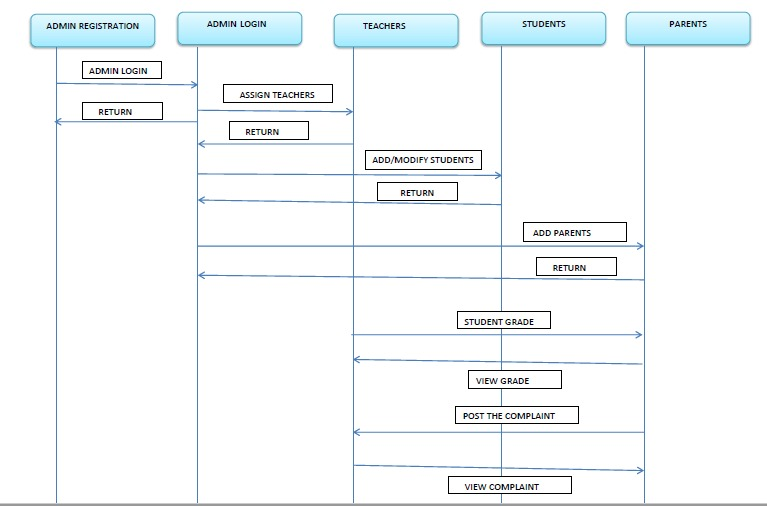 ADMIN REGISTRATION
ADMIN LOGIN
TEACHERS
STUDENTS
PARENTS
ADMIN LOGIN
ASSIGN TEACHERS
RETURN
RETURN
ADD/MODIFY STUDENTS
RETURN
ADD PARENTS
RETURN
STUDENT GRADE
VIEW GRADE
POST THE COMPLAINT
VIEW COMPLAINT